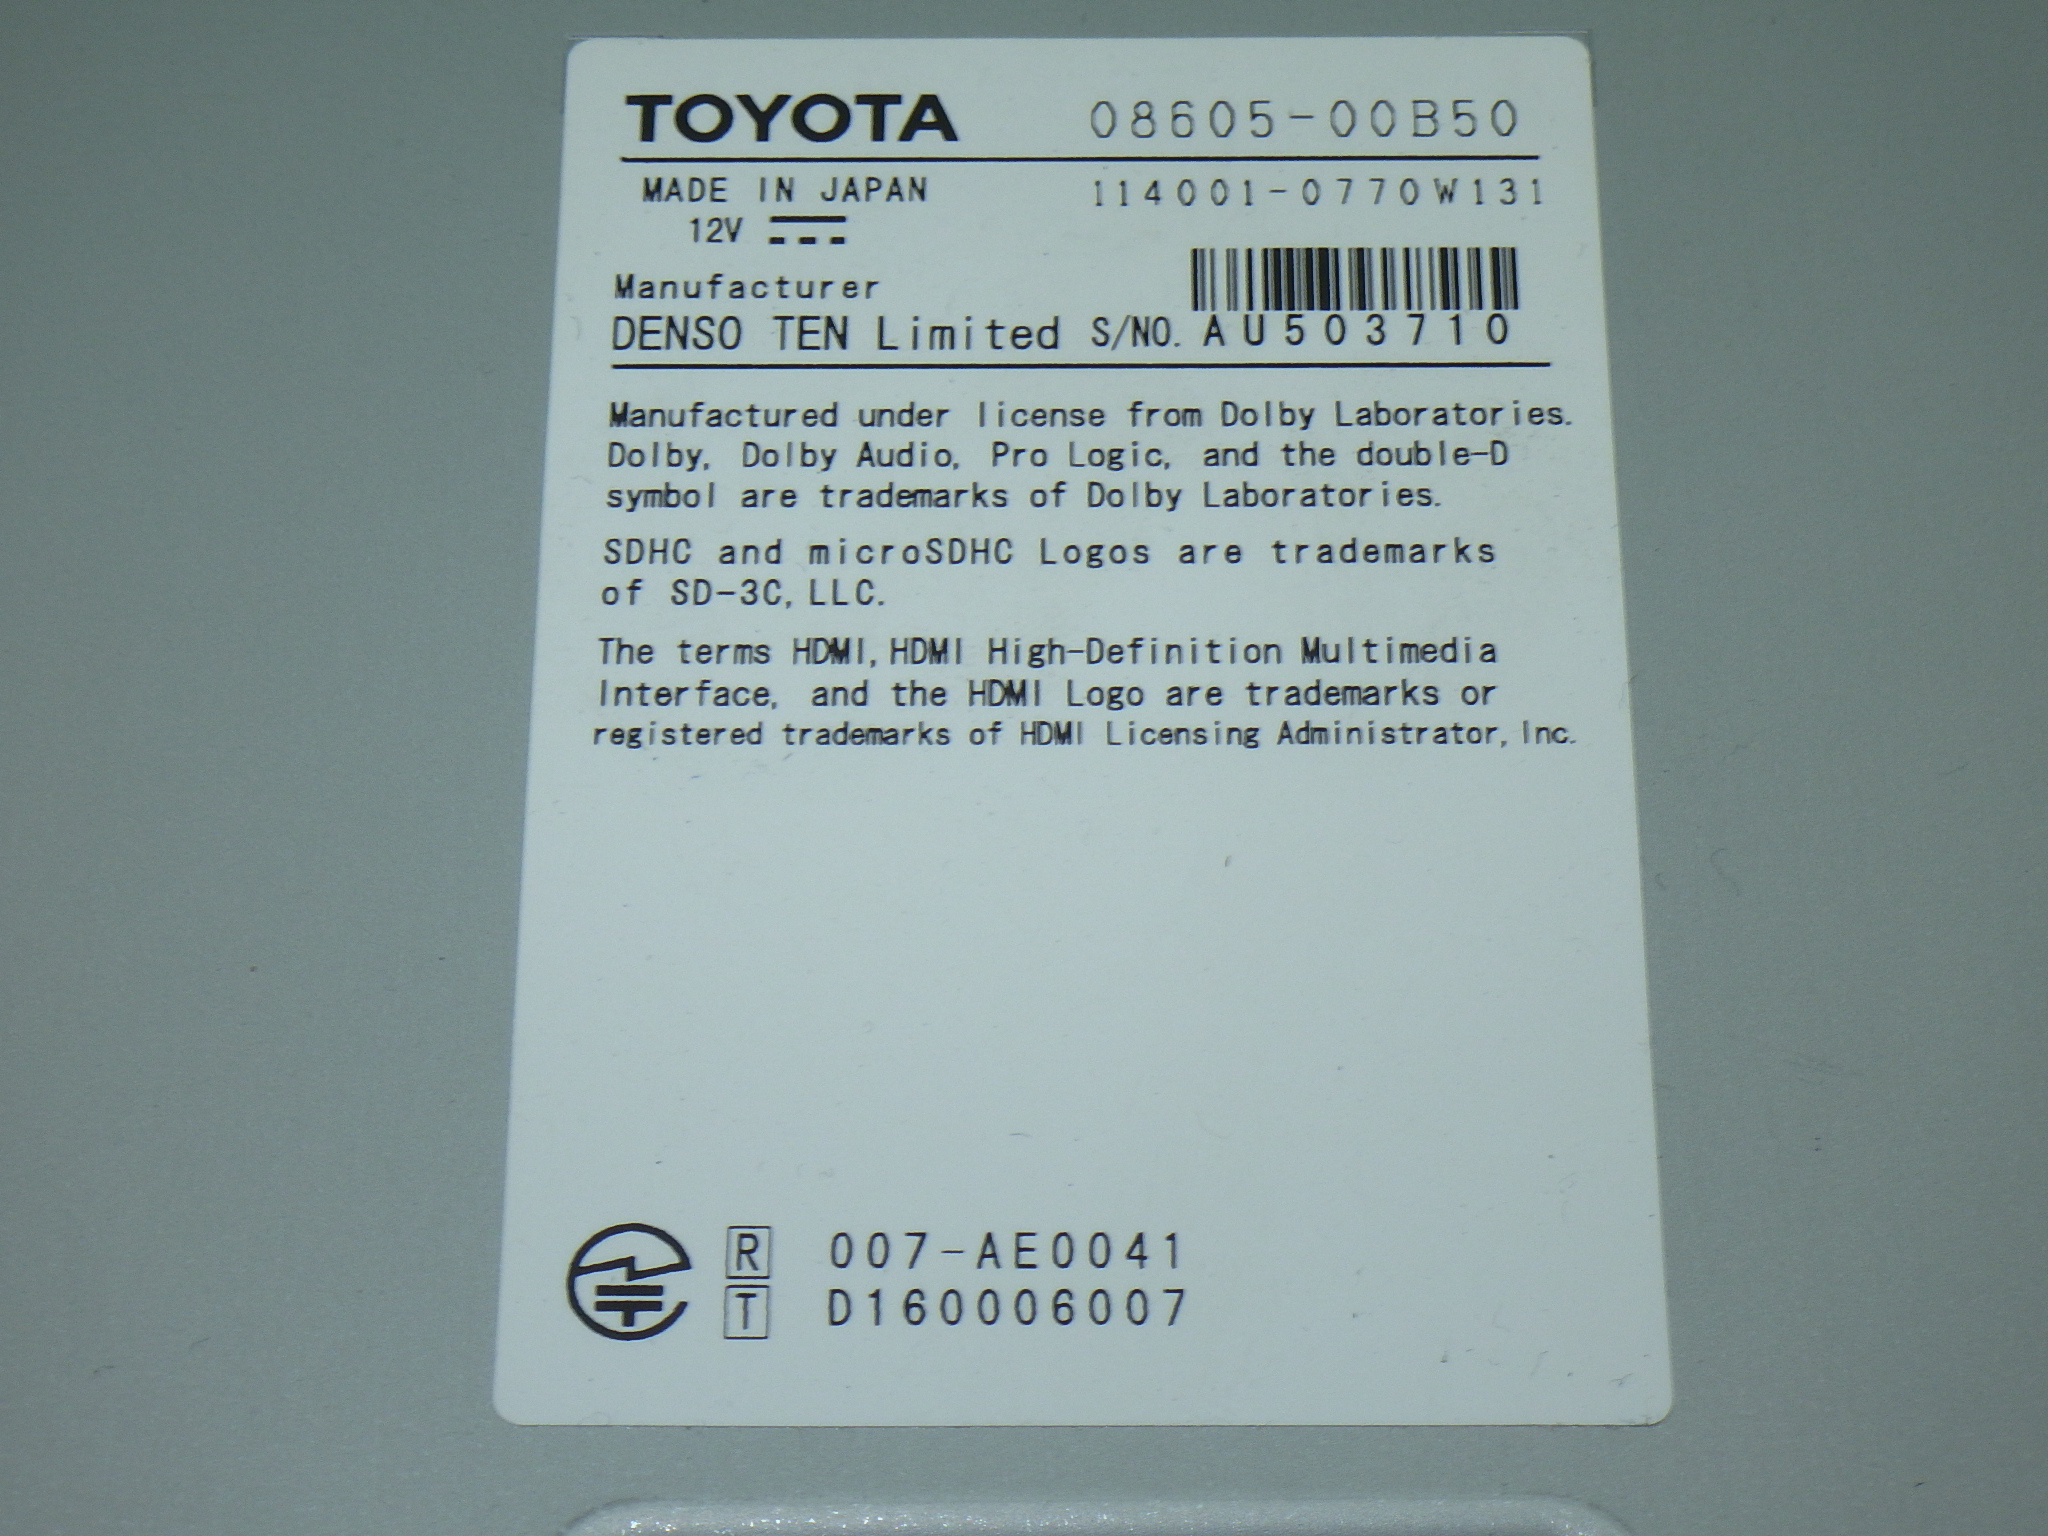 TOYOTA 08605-00B50
MADE IN JAPAN 114001-0770W131
12V
Manufacturer
DENSO TEN Limited S/NO. AU503710
Manufactured under license from Dolby Laboratories.
Dolby, Dolby Audio, Pro Logic, and the double-D
symbol are trademarks of Dolby Laboratories.
SDHC and microSDHC Logos are trademarks
of SD-3C, LLC.
The terms HDMI, HDMI High-Definition Multimedia
Interface, and the HDMI Logo are trademarks or
registered trademarks of HDMI Licensing Administrator, Inc.
R 007-AE0041
T D160006007